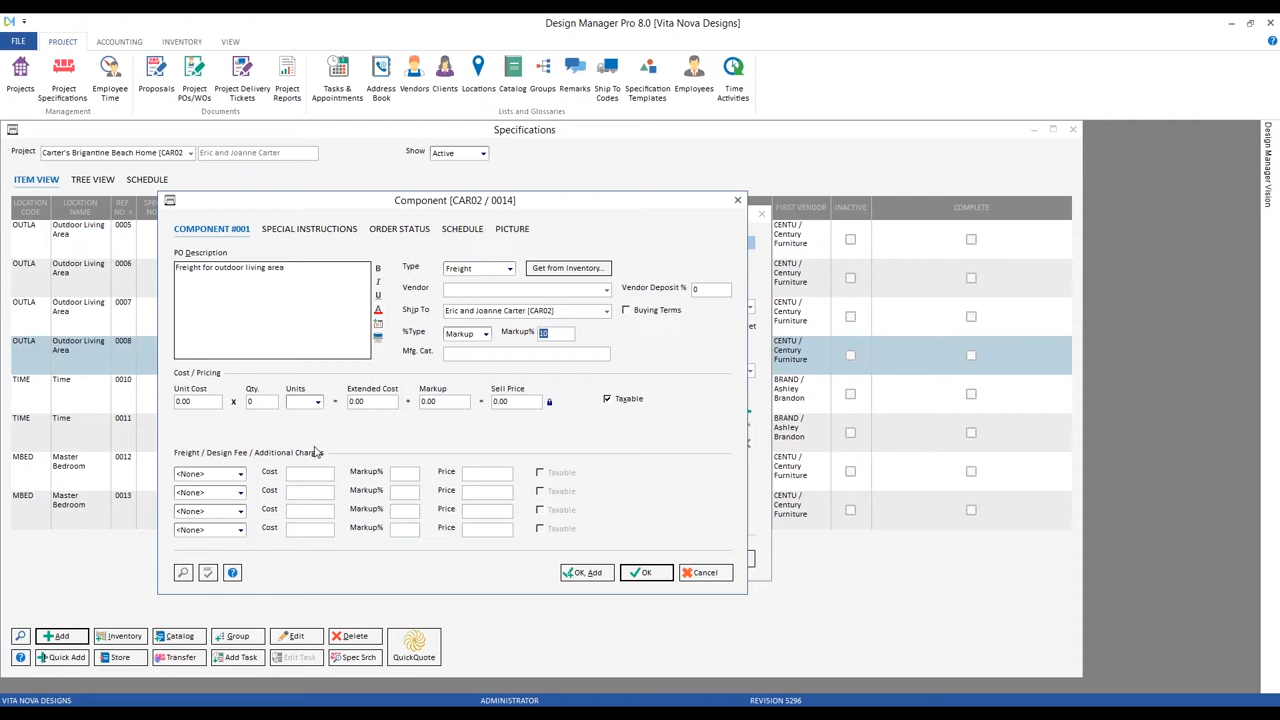 Design Manager Pro 8.0 [Vita Nova Designs]
FILE PROJECT ACCOUNTING INVENTORY VIEW
Projects
Project Specifications
Employee Time
Proposals
Project POs/WOs
Project Delivery Tickets
Project Reports
Tasks & Appointments
Address Book
Vendors
Clients
Locations
Catalog
Groups
Remarks
Ship To Codes
Specification Templates
Employees
Time Activities
Management
Documents
Lists and Glossaries
Design Manager Vision
Specifications
Project Carter's Brigantine Beach Home [CAR02 Eric and Joanne Carter Show Active
ITEM VIEW TREE VIEW SCHEDULE
LOCATION CODE
LOCATION NAME
REF. NO.
FIRST VENDOR
INACTIVE
COMPLETE
OUTLA Outdoor Living Area 0005 CENTU / Century Furniture
OUTLA Outdoor Living Area 0006 CENTU / Century Furniture
OUTLA Outdoor Living Area 0007 CENTU / Century Furniture
OUTLA Outdoor Living Area 0008 CENTU / Century Furniture
TIME Time 0010 BRAND / Ashley Brandon
TIME Time 0011 BRAND / Ashley Brandon
MBED Master Bedroom 0012 CENTU / Century Furniture
MBED Master Bedroom 0013 CENTU / Century Furniture
Component [CAR02 / 0014]
COMPONENT #001 SPECIAL INSTRUCTIONS ORDER STATUS SCHEDULE PICTURE
PO Description
Freight for outdoor living area
B
I
U
A
Type Freight Get from Inventory...
Vendor Vendor Deposit % 0
Ship To Eric and Joanne Carter [CAR02] Buying Terms
%Type Markup Markup% 10
Mfg. Cat.
Cost / Pricing
Unit Cost Qty. Units Extended Cost Markup Sell Price
0.00 x 0 = 0.00 + 0.00 = 0.00 Taxable
Freight / Design Fee / Additional Charges
<None> Cost Markup% Price Taxable
<None> Cost Markup% Price Taxable
<None> Cost Markup% Price Taxable
<None> Cost Markup% Price Taxable
OK, Add OK Cancel
Add Inventory Catalog Group Edit Delete
Quick Add Store Transfer Add Task Edit Task Spec Srch QuickQuote
VITA NOVA DESIGNS ADMINISTRATOR REVISION 5296